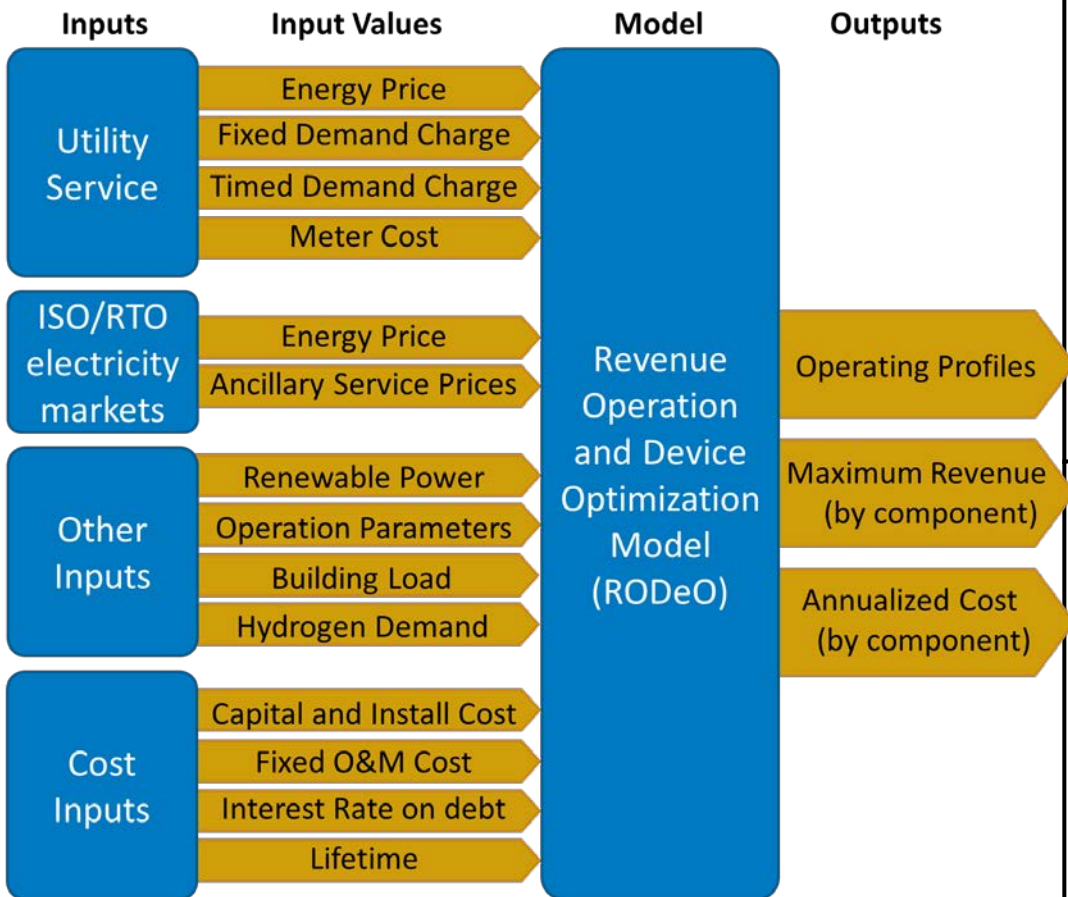 Inputs
Input Values
Model
Outputs
Utility
Service
Energy Price
Fixed Demand Charge
Timed Demand Charge
Meter Cost
ISO/RTO
electricity
markets
Energy Price
Ancillary Service Prices
Other
Inputs
Renewable Power
Operation Parameters
Building Load
Hydrogen Demand
Cost
Inputs
Capital and Install Cost
Fixed O&M Cost
Interest Rate on debt
Lifetime
Revenue
Operation
and Device
Optimization
Model
(RODeO)
Operating Profiles
Maximum Revenue
(by component)
Annualized Cost
(by component)